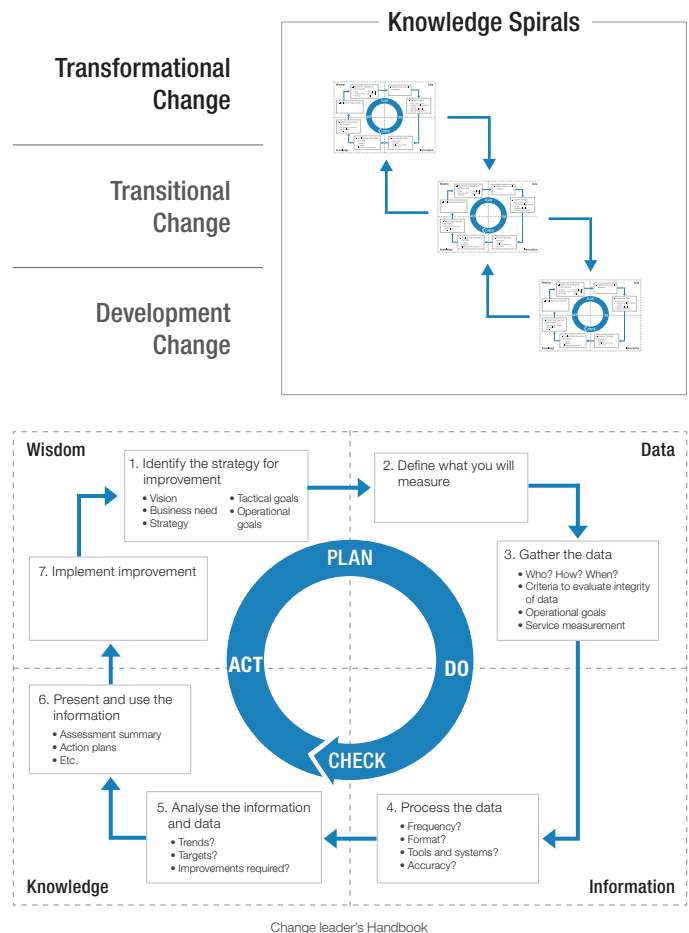 Knowledge Spirals
Transformational
Change
Transitional
Change
Development
Change
Wisdom
Data
1. Identify the strategy for
improvement
• Vision
• Business need
• Strategy
• Tactical goals
• Operational
goals
2. Define what you will
measure
3. Gather the data
• Who? How? When?
• Criteria to evaluate integrity
of data
• Operational goals
• Service measurement
7. Implement improvement
PLAN
ACT
DO
CHECK
6. Present and use the
information
• Assessment summary
• Action plans
• Etc.
5. Analyse the information
and data
• Trends?
• Targets?
• Improvements required?
4. Process the data
• Frequency?
• Format?
• Tools and systems?
• Accuracy?
Knowledge
Information
Change leader's Handbook